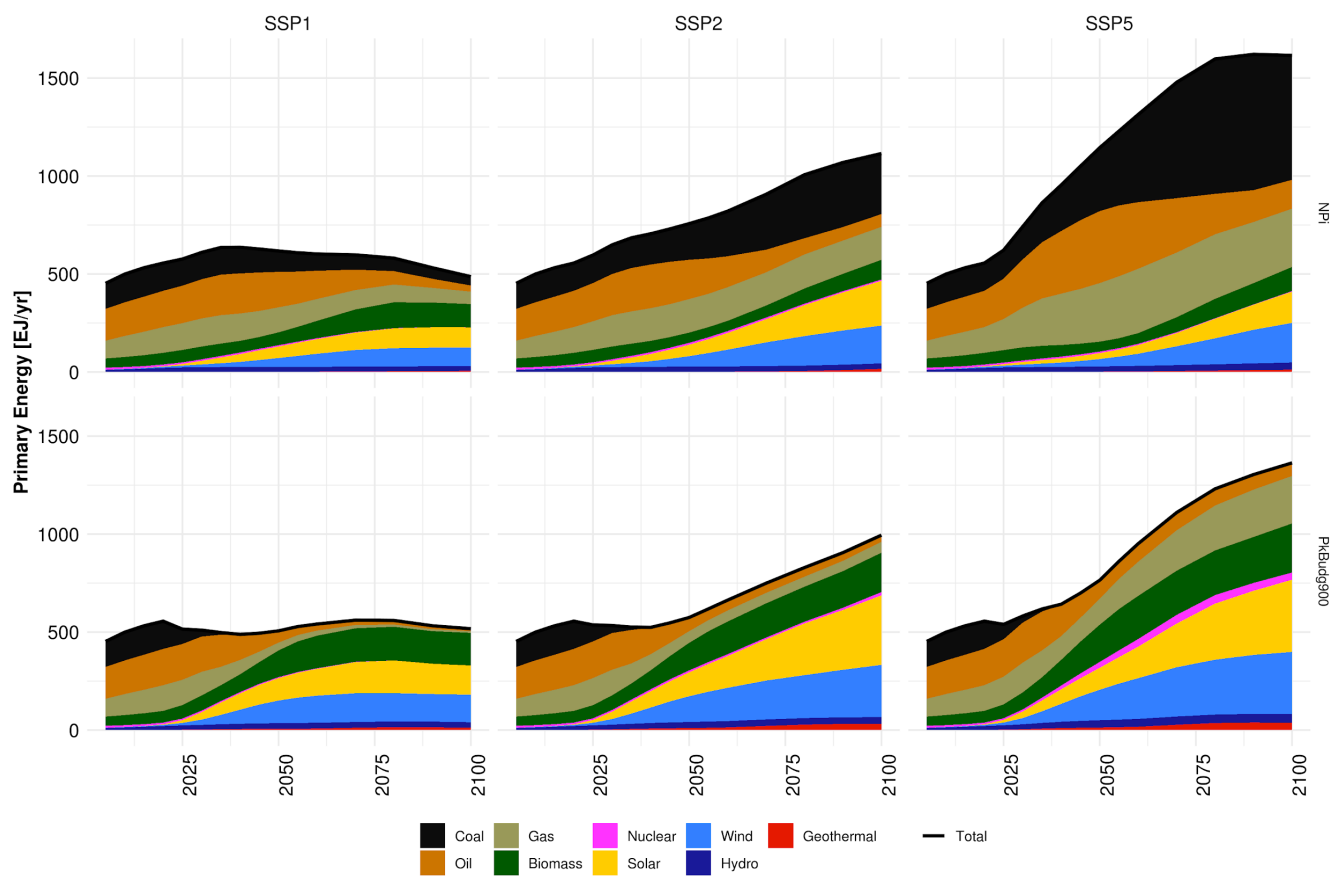 SSP1 SSP2 SSP5
Primary Energy [EJ/yr]
1500
1000
500
0
NPi
1500
1000
500
0
PkBudg900
2025 2050 2075 2100 2025 2050 2075 2100 2025 2050 2075 2100
Coal Gas Nuclear Wind Geothermal Total
Oil Biomass Solar Hydro